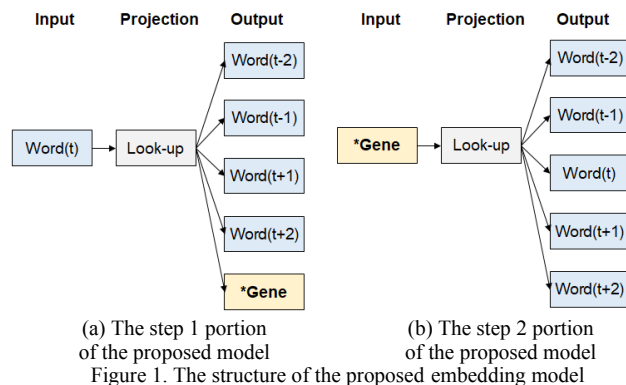 Input Projection Output
Word(t-2)
Word(t-1)
Word(t) Look-up
Word(t+1)
Word(t+2)
*Gene
(a) The step 1 portion
of the proposed model
Input Projection Output
Word(t-2)
Word(t-1)
*Gene Look-up Word(t)
Word(t+1)
Word(t+2)
(b) The step 2 portion
of the proposed model
Figure 1. The structure of the proposed embedding model